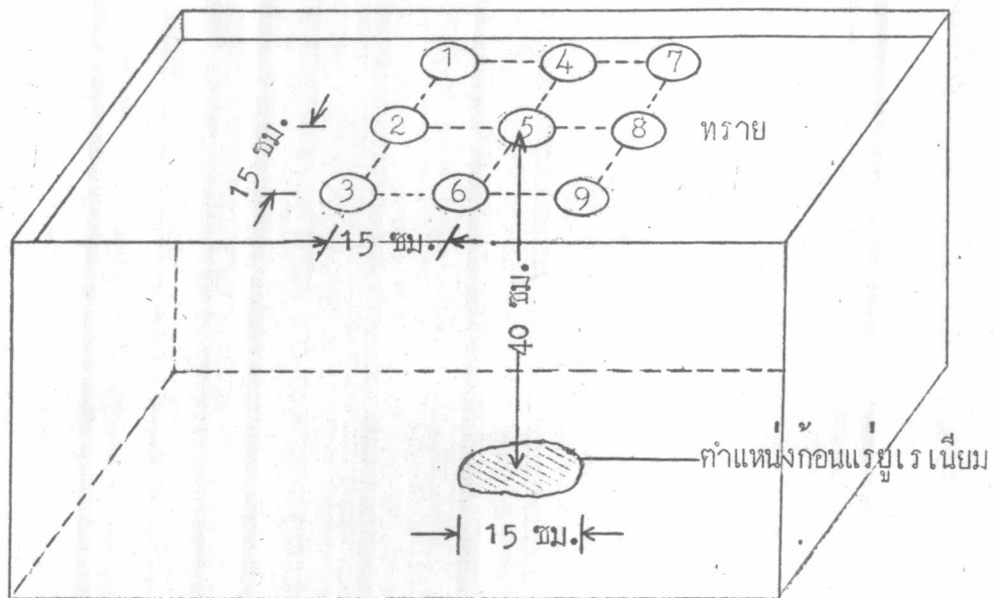 1 4 7
2 5 8 ทราย
15 ซม.
3 6 9
15 ซม.
40 ซม.
ตำแหน่งก้อนแร่ยูเรเนียม
15 ซม.